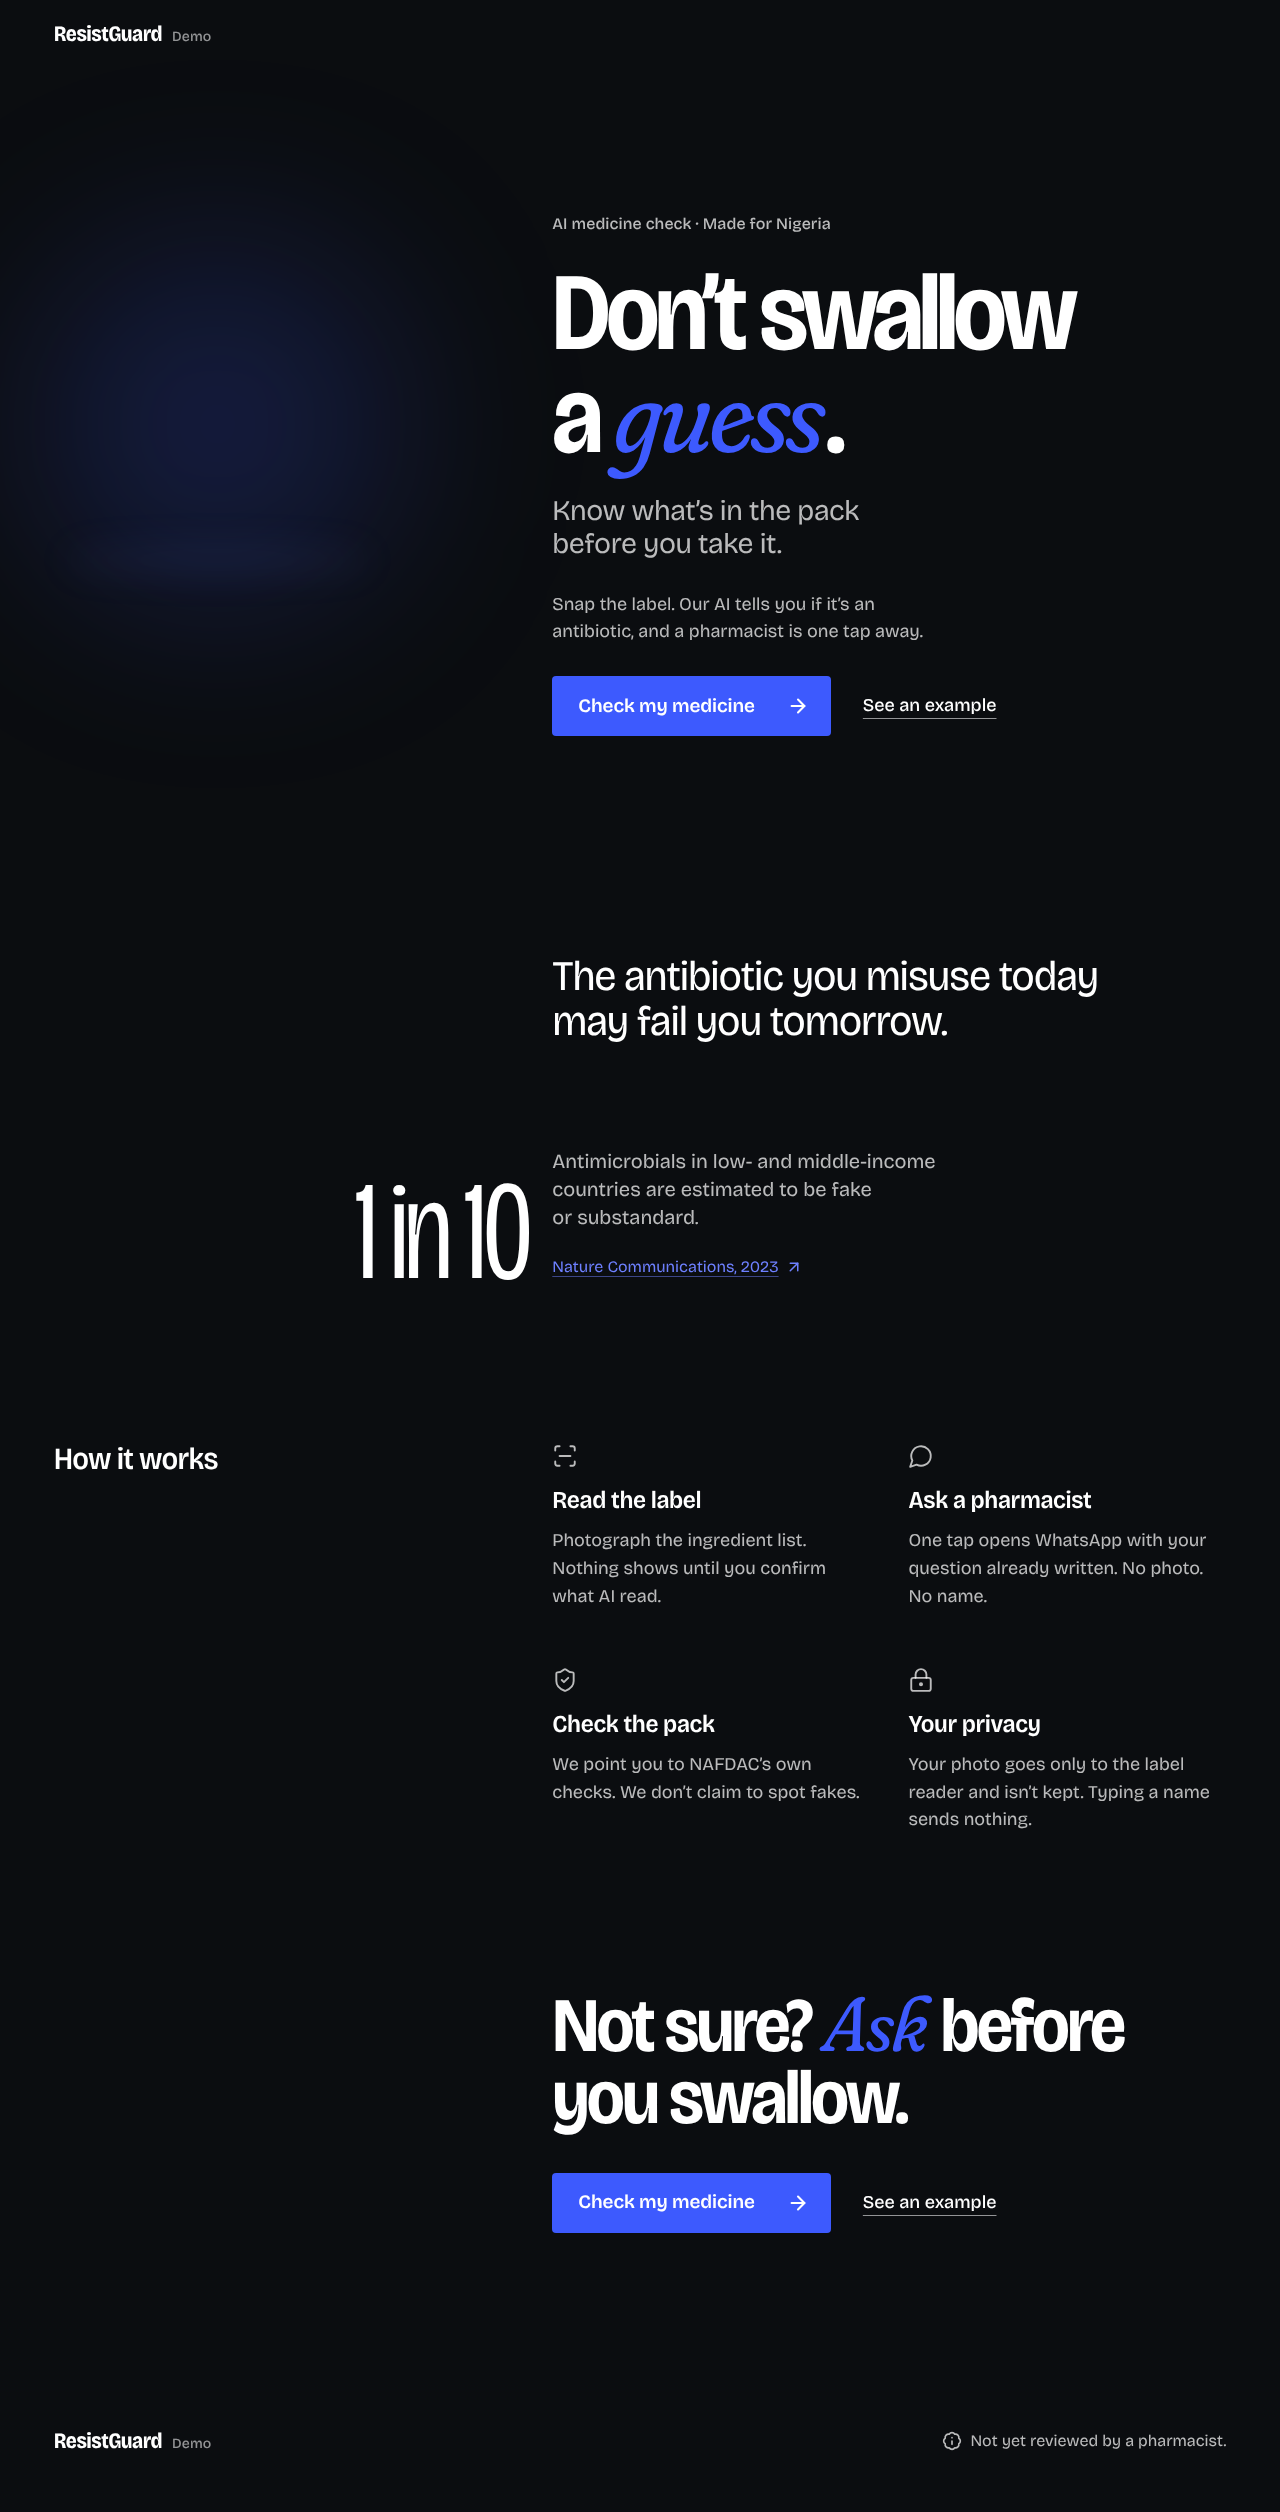 ResistGuard Demo
AI medicine check · Made for Nigeria
Don’t swallow
a guess.
Know what’s in the pack
before you take it.
Snap the label. Our AI tells you if it’s an
antibiotic, and a pharmacist is one tap away.
Check my medicine
See an example
The antibiotic you misuse today
may fail you tomorrow.
1 in 10
Antimicrobials in low- and middle-income
countries are estimated to be fake
or substandard.
Nature Communications, 2023
How it works
Read the label
Photograph the ingredient list.
Nothing shows until you confirm
what AI read.
Ask a pharmacist
One tap opens WhatsApp with your
question already written. No photo.
No name.
Check the pack
We point you to NAFDAC’s own
checks. We don’t claim to spot fakes.
Your privacy
Your photo goes only to the label
reader and isn’t kept. Typing a name
sends nothing.
Not sure? Ask before
you swallow.
Check my medicine
See an example
ResistGuard Demo
Not yet reviewed by a pharmacist.